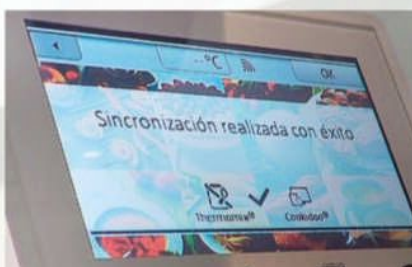 --°C
OK
Sincronización realizada con éxito
Thermomix®
Cookidoo®